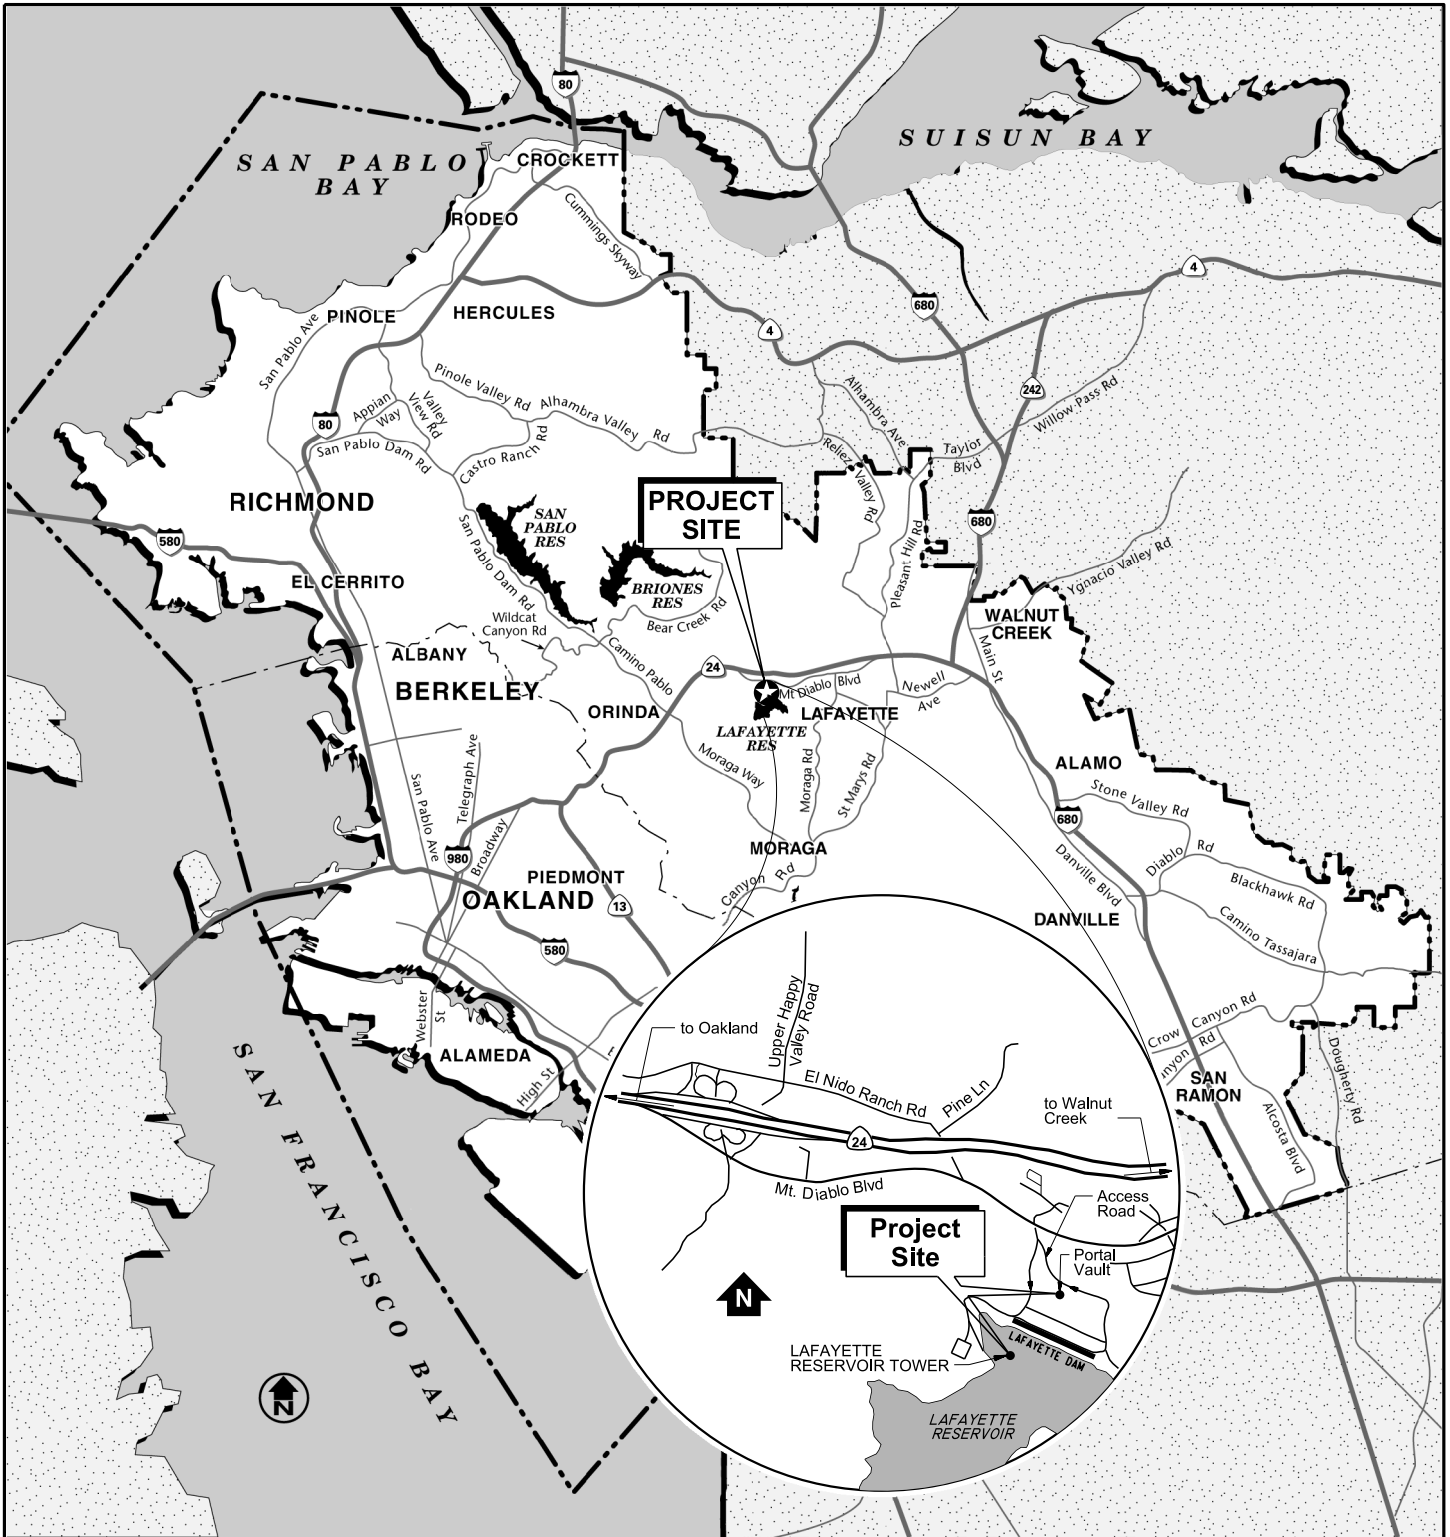 80
SAN PABLO
BAY
CROCKETT
SUISUN BAY
RODEO
Cummings Skyway
4
680
HERCULES
PINOLE
San Pablo Ave
4
242
Willow Pass Rd
80
Appian
Way
Valley
View Rd
Pinole Valley Rd
Alhambra Valley Rd
Alhambra Ave
San Pablo Dam Rd
Castro Ranch Rd
Reliez
Valley Rd
Taylor
Blvd
RICHMOND
SAN
PABLO
RES
PROJECT
SITE
680
580
San Pablo Dam Rd
Pleasant Hill Rd
Ygnacio Valley Rd
EL CERRITO
BRIONES
RES
Bear Creek Rd
Wildcat
Canyon Rd
WALNUT
CREEK
Main St
ALBANY
BERKELEY
Camino Pablo
24
Mt Diablo Blvd
Newell
Ave
ORINDA
LAFAYETTE
LAFAYETTE
RES
Moraga Way
Moraga Rd
St Marys Rd
San Pablo Ave
Telegraph Ave
Broadway
ALAMO
Stone Valley Rd
680
980
MORAGA
Canyon Rd
Danville Blvd
Diablo Rd
Blackhawk Rd
PIEDMONT
OAKLAND
13
580
DANVILLE
Camino Tassajara
Webster
St
ALAMEDA
High St
Crow Canyon Rd
nyon Rd
SAN
RAMON
Alcosta Blvd
Dougherty Rd
SAN FRANCISCO BAY
N
to Oakland
Upper Happy
Valley Road
El Nido Ranch Rd
Pine Ln
to Walnut
Creek
24
Mt. Diablo Blvd
Access
Road
Project
Site
Portal
Vault
N
LAFAYETTE
RESERVOIR TOWER
LAFAYETTE DAM
LAFAYETTE
RESERVOIR